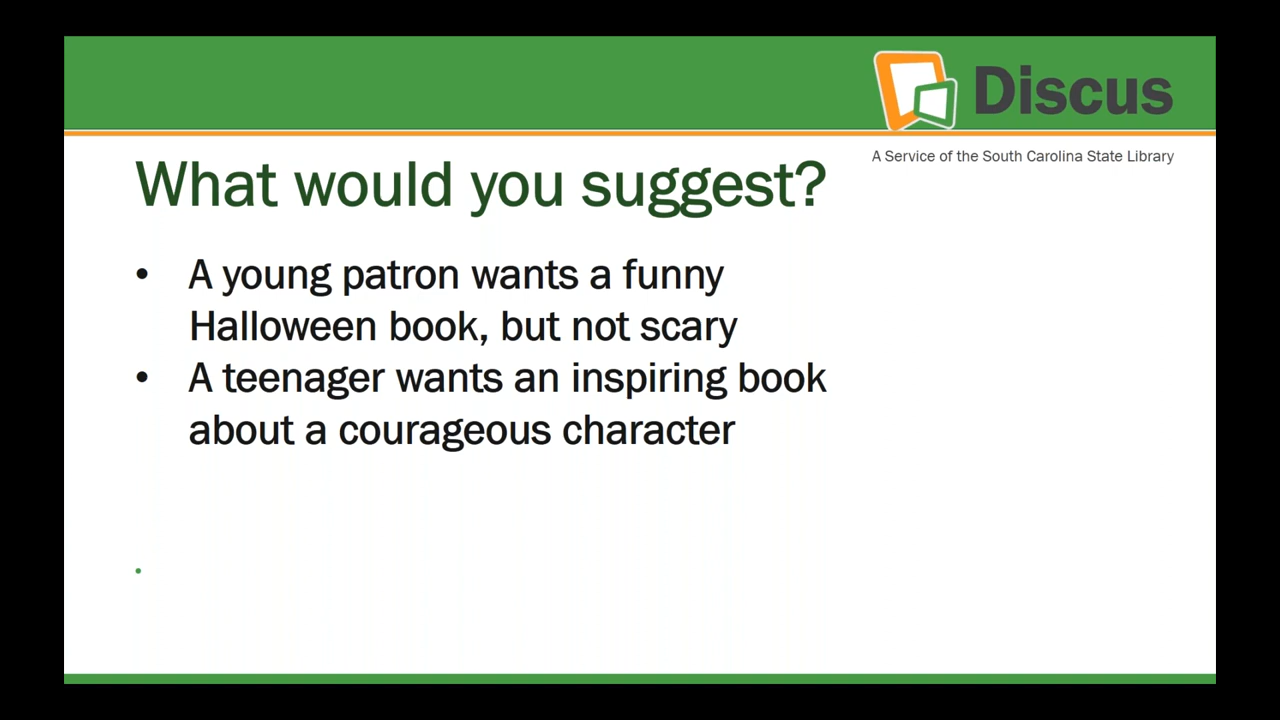 Discus
A Service of the South Carolina State Library
What would you suggest?
• A young patron wants a funny
Halloween book, but not scary
• A teenager wants an inspiring book
about a courageous character
•